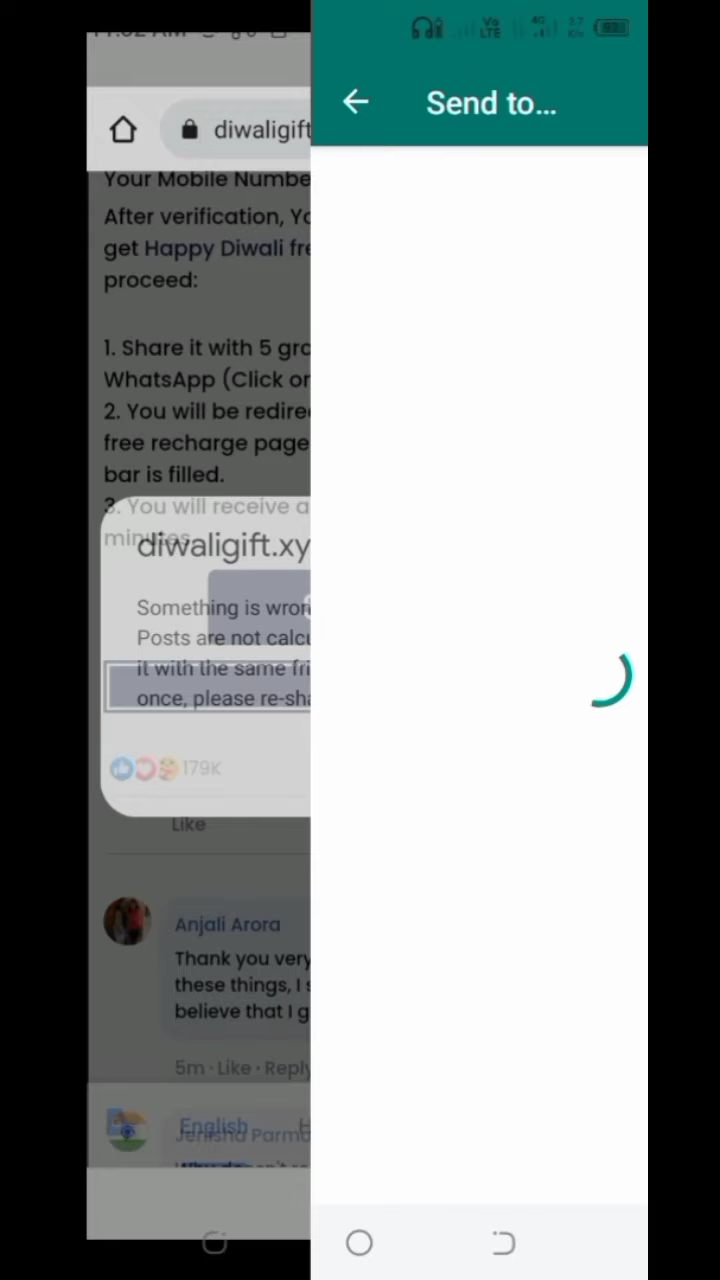 Send to...
diwaligift
Your Mobile Numbe
After verification, Yo
get Happy Diwali fre
proceed:
1. Share it with 5 gro
WhatsApp (Click or
2. You will be redire
free recharge page
bar is filled.
3. You will receive a
minutes
diwaligift.xy
Something is wron
Posts are not calcu
it with the same fri
once, please re-sha
179K
Like
Anjali Arora
Thank you very
these things, I s
believe that I g
5m · Like · Reply
English
Jenisha Parma